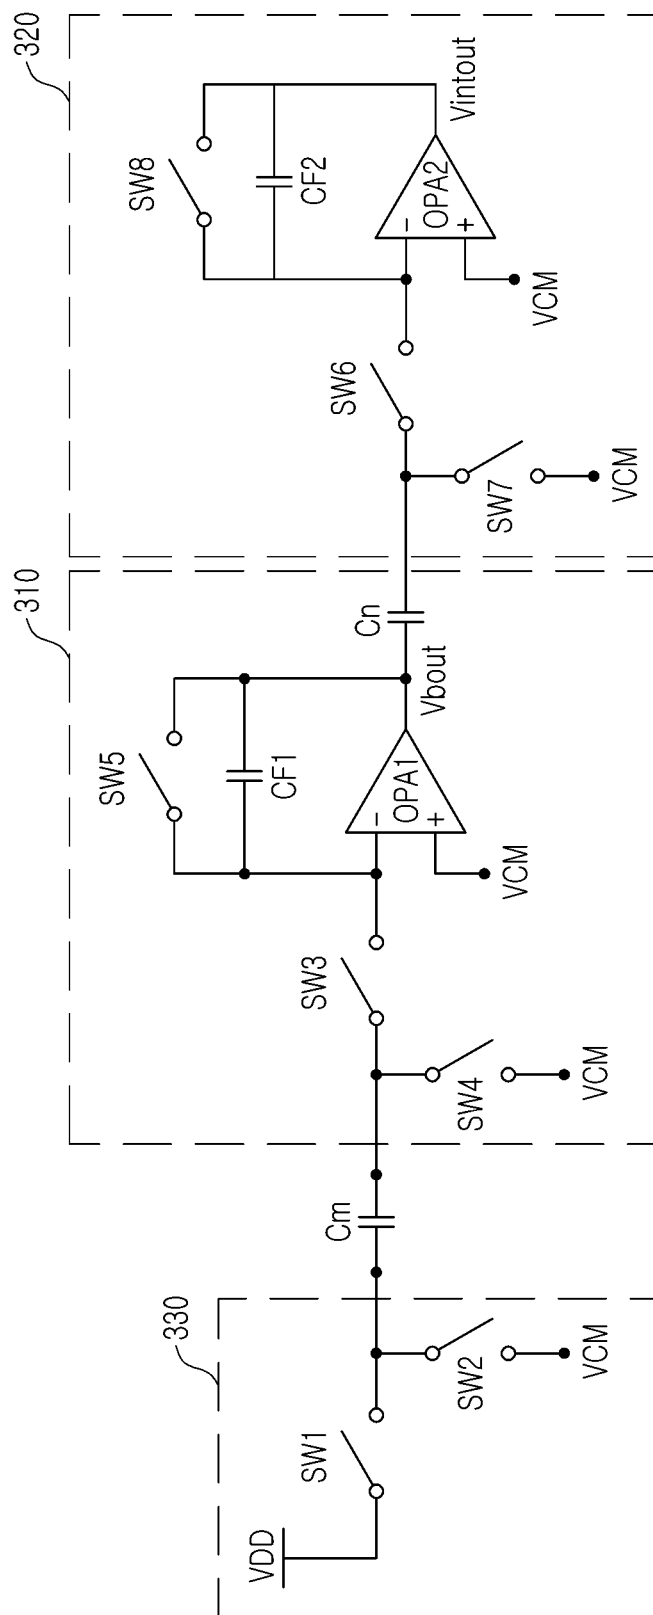 330
VDD
SW1
SW2
VCM
Cm
310
SW3
SW4
VCM
SW5
CF1
-
+
OPA1
VCM
Vbout
Cn
320
SW6
SW7
VCM
SW8
CF2
-
+
OPA2
VCM
Vintout